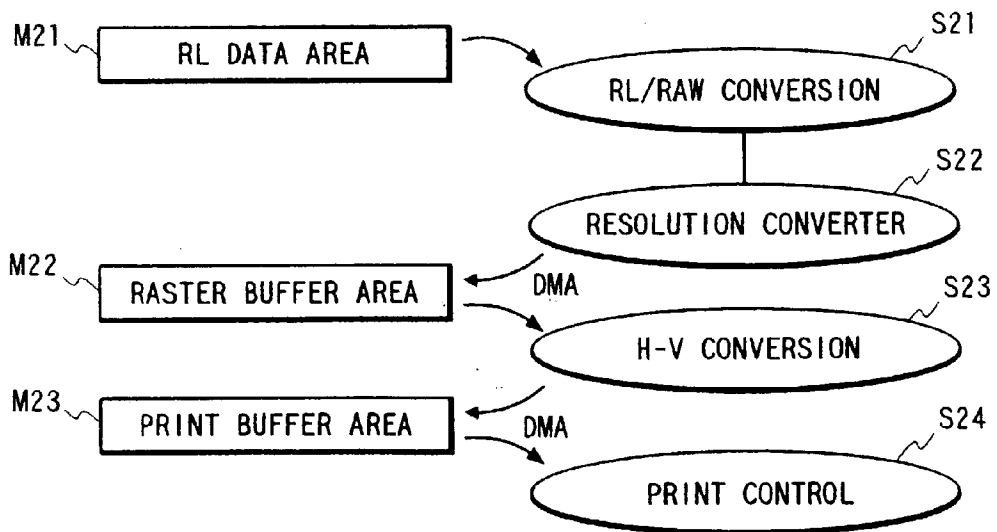 M21
RL DATA AREA
S21
RL/RAW CONVERSION
S22
RESOLUTION CONVERTER
M22
RASTER BUFFER AREA
DMA
S23
H-V CONVERSION
M23
PRINT BUFFER AREA
DMA
S24
PRINT CONTROL